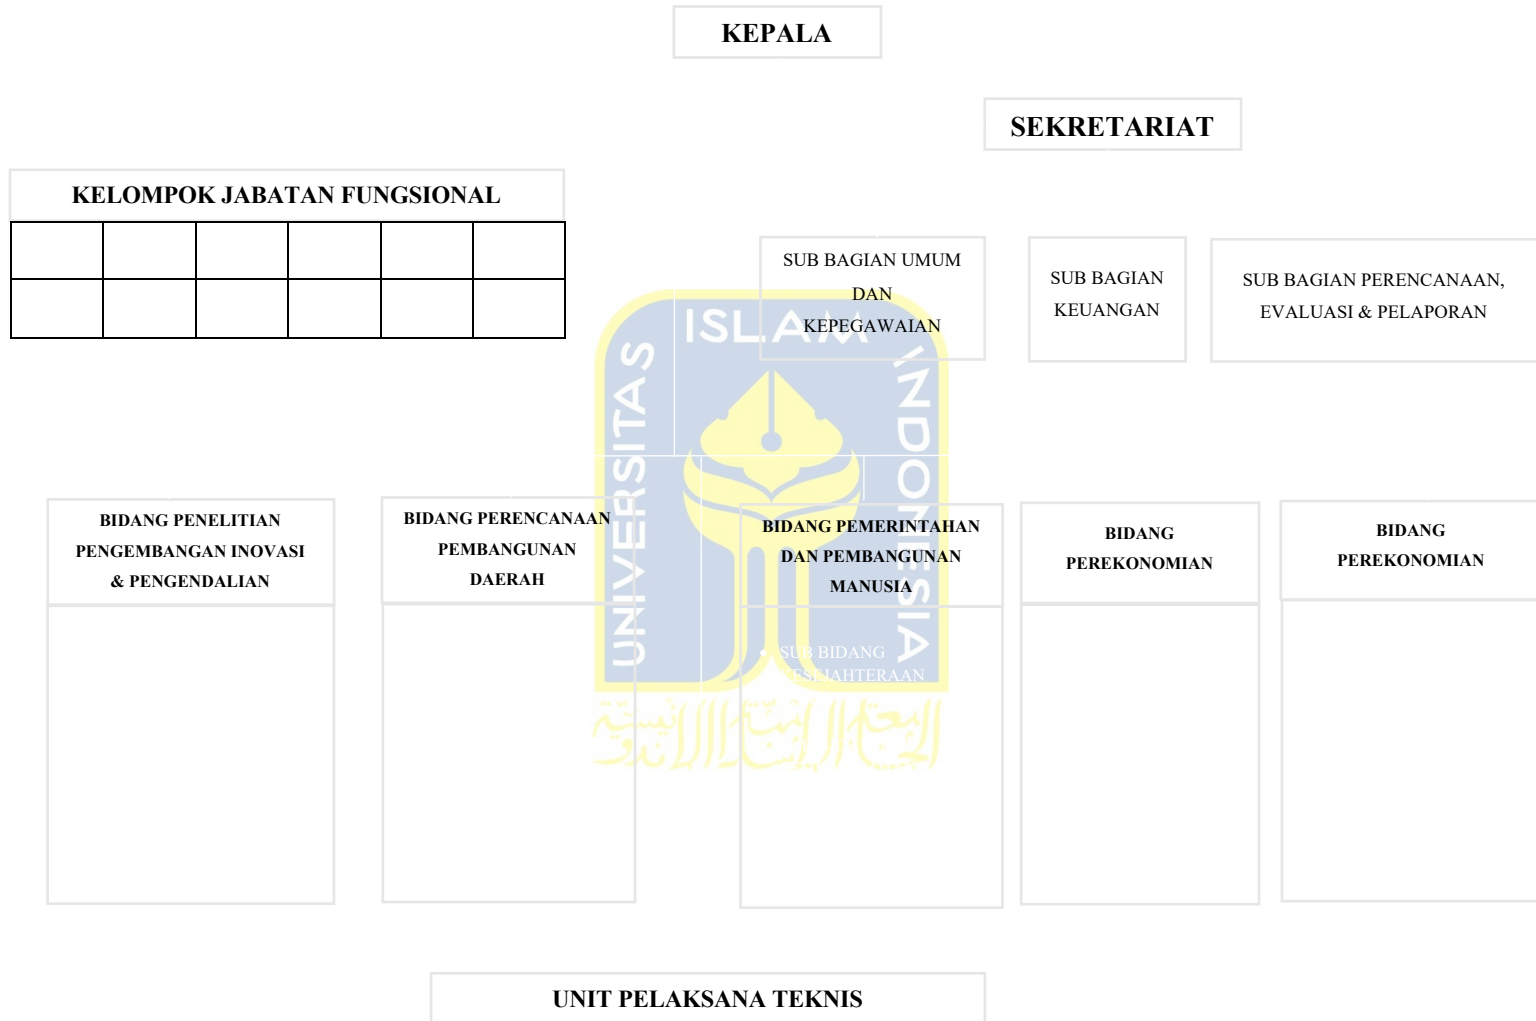 KEPALA
SEKRETARIAT
KELOMPOK JABATAN FUNGSIONAL
SUB BAGIAN UMUM
DAN
KEPEGAWAIAN
SUB BAGIAN
KEUANGAN
SUB BAGIAN PERENCANAAN,
EVALUASI & PELAPORAN
UNIVERSITAS
ISLAM
INDONESIA
BIDANG PENELITIAN
PENGEMBANGAN INOVASI
& PENGENDALIAN
BIDANG PERENCANAAN
PEMBANGUNAN
DAERAH
BIDANG PEMERINTAHAN
DAN PEMBANGUNAN
MANUSIA
• SUB BIDANG
KESEJAHTERAAN
BIDANG
PEREKONOMIAN
BIDANG
PEREKONOMIAN
UNIT PELAKSANA TEKNIS